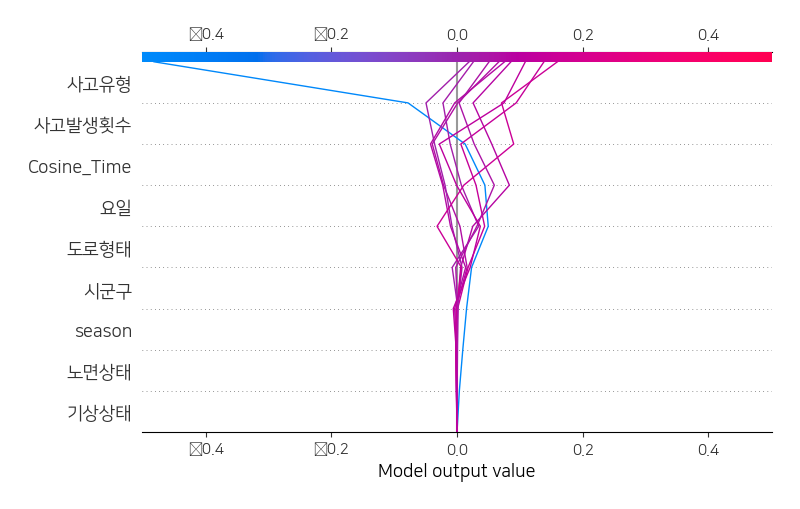 ☒0.4 ☒0.2 0.0 0.2 0.4
사고유형
사고발생횟수
Cosine_Time
요일
도로형태
시군구
season
노면상태
기상상태
☒0.4 ☒0.2 0.0 0.2 0.4
Model output value